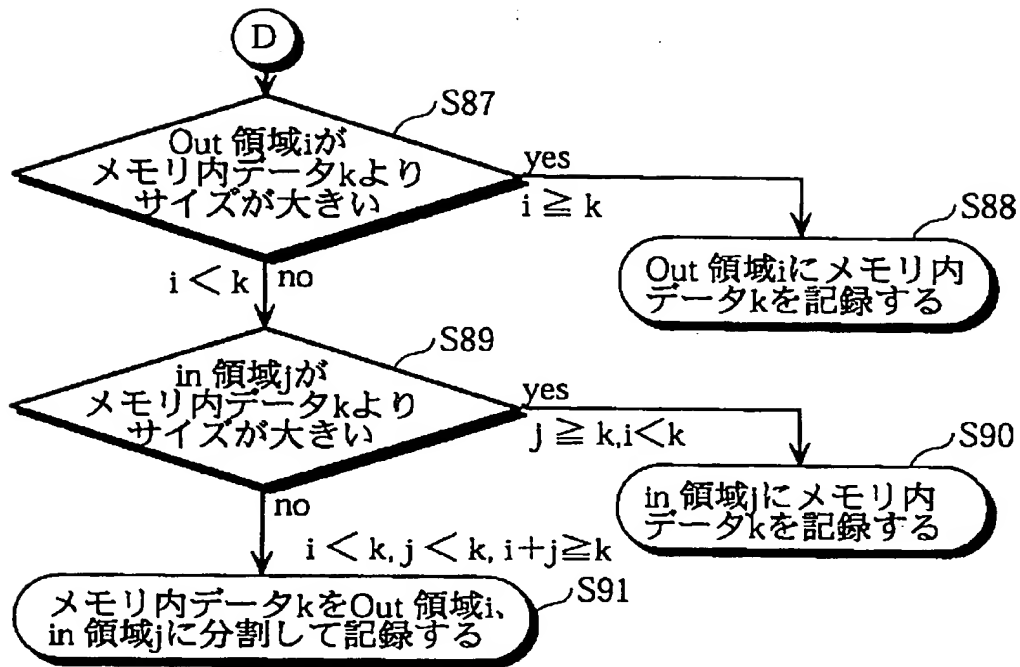 D
S87
Out 領域iが
メモリ内データkより
サイズが大きい
yes
i ≧ k
S88
Out 領域iにメモリ内
データkを記録する
i < k no
S89
in 領域jが
メモリ内データkより
サイズが大きい
yes
j ≧ k,i<k
S90
in 領域jにメモリ内
データkを記録する
no
i < k, j < k, i+j≧k
S91
メモリ内データkをOut 領域i、
in 領域jに分割して記録する